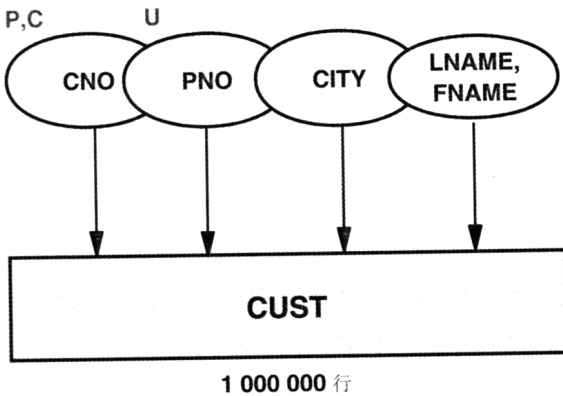 P,C U
CNO PNO CITY LNAME,
FNAME
CUST
1 000 000 行